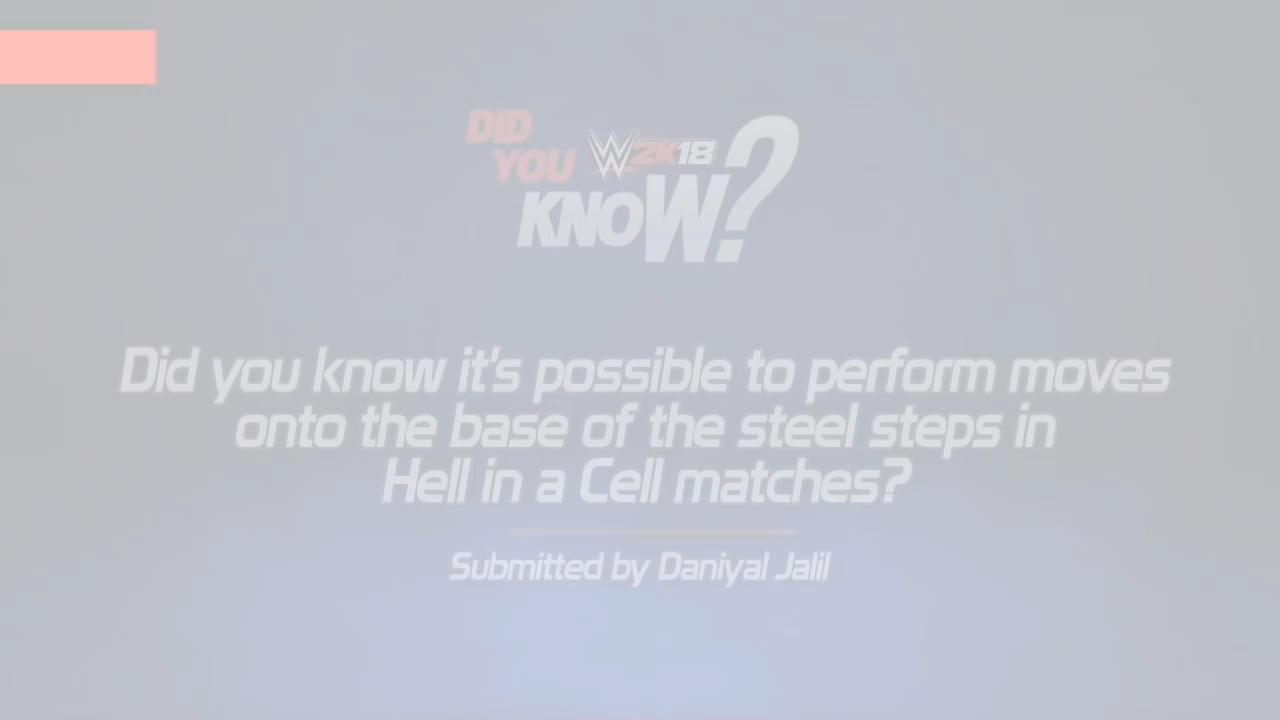 DID
YOU
W 2K18
KNOW?
Did you know it's possible to perform moves
onto the base of the steel steps in
Hell in a Cell matches?
Submitted by Daniyal Jalil